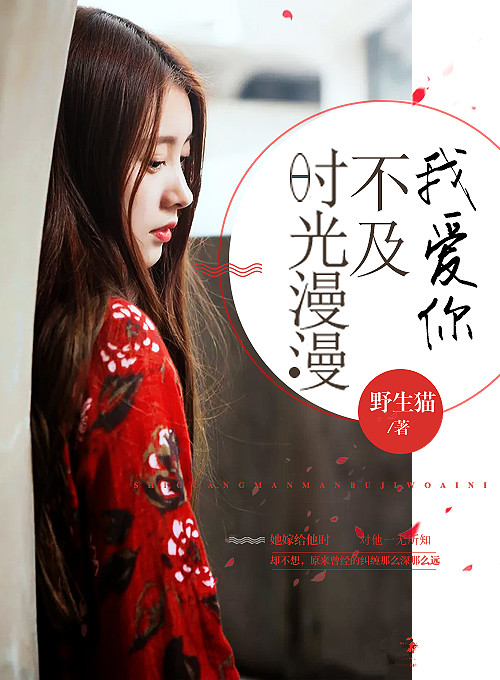 时光漫漫
不及
我爱你
野生猫
/著
SHIGUANGMANMANBUJIWOAINI
她嫁给他时 对他一无所知
却不想，原来曾经的纠缠那么深那么远